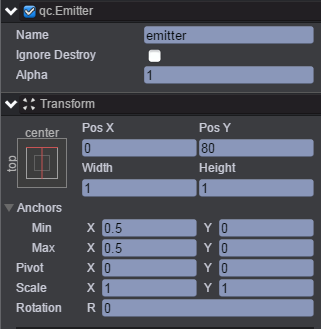 qc.Emitter
Name emitter
Ignore Destroy
Alpha 1
Transform
center
top
Pos X Pos Y
0 80
Width Height
1 1
Anchors
Min X 0.5 Y 0
Max X 0.5 Y 0
Pivot X 0 Y 0
Scale X 1 Y 1
Rotation R 0